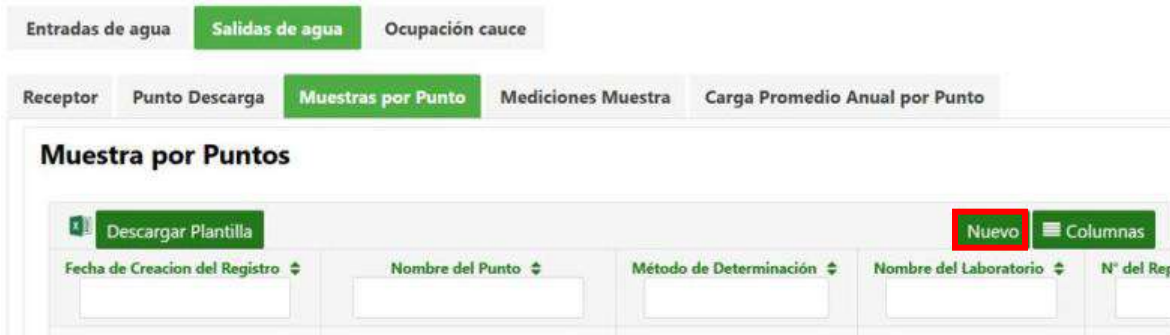 Entradas de agua Salidas de agua Ocupación cauce
Receptor Punto Descarga Muestras por Punto Mediciones Muestra Carga Promedio Anual por Punto
Muestra por Puntos
Descargar Plantilla Nuevo Columnas
Fecha de Creacion del Registro Nombre del Punto Método de Determinación Nombre del Laboratorio N° del Rep